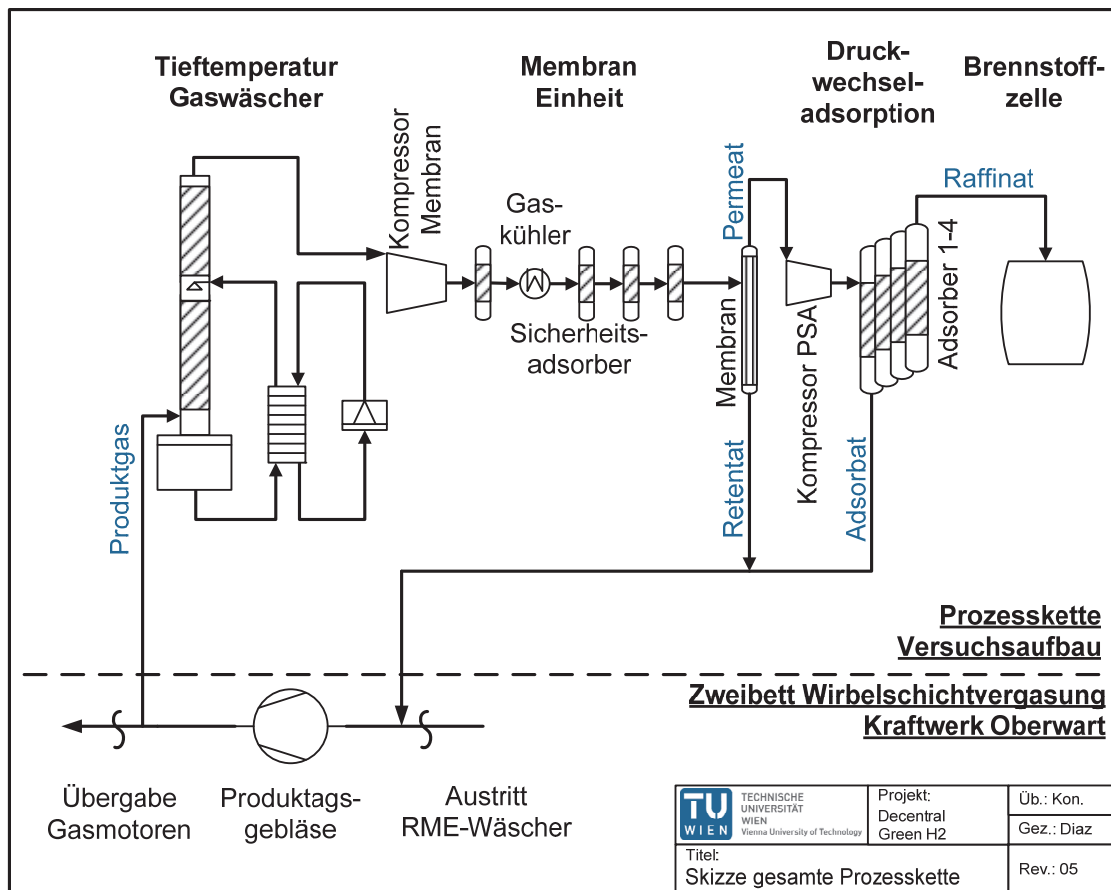 Tieftemperatur
Gaswäscher
Membran
Einheit
Druck-
wechsel-
adsorption
Brennstoff-
zelle
Kompressor
Membran
Gas-
kühler
Sicherheits-
adsorber
Permeat
Membran
Retentat
Kompressor PSA
Adsorbat
Adsorber 1-4
Raffinat
Produktgas
Prozesskette
Versuchsaufbau
Zweibett Wirbelschichtvergasung
Kraftwerk Oberwart
Übergabe
Gasmotoren
Produktags-
gebläse
Austritt
RME-Wäscher
TU
WIEN
TECHNISCHE
UNIVERSITÄT
WIEN
Vienna University of Technology
Projekt:
Decentral
Green H2
Üb.: Kon.
Gez.: Diaz
Titel:
Skizze gesamte Prozesskette
Rev.: 05